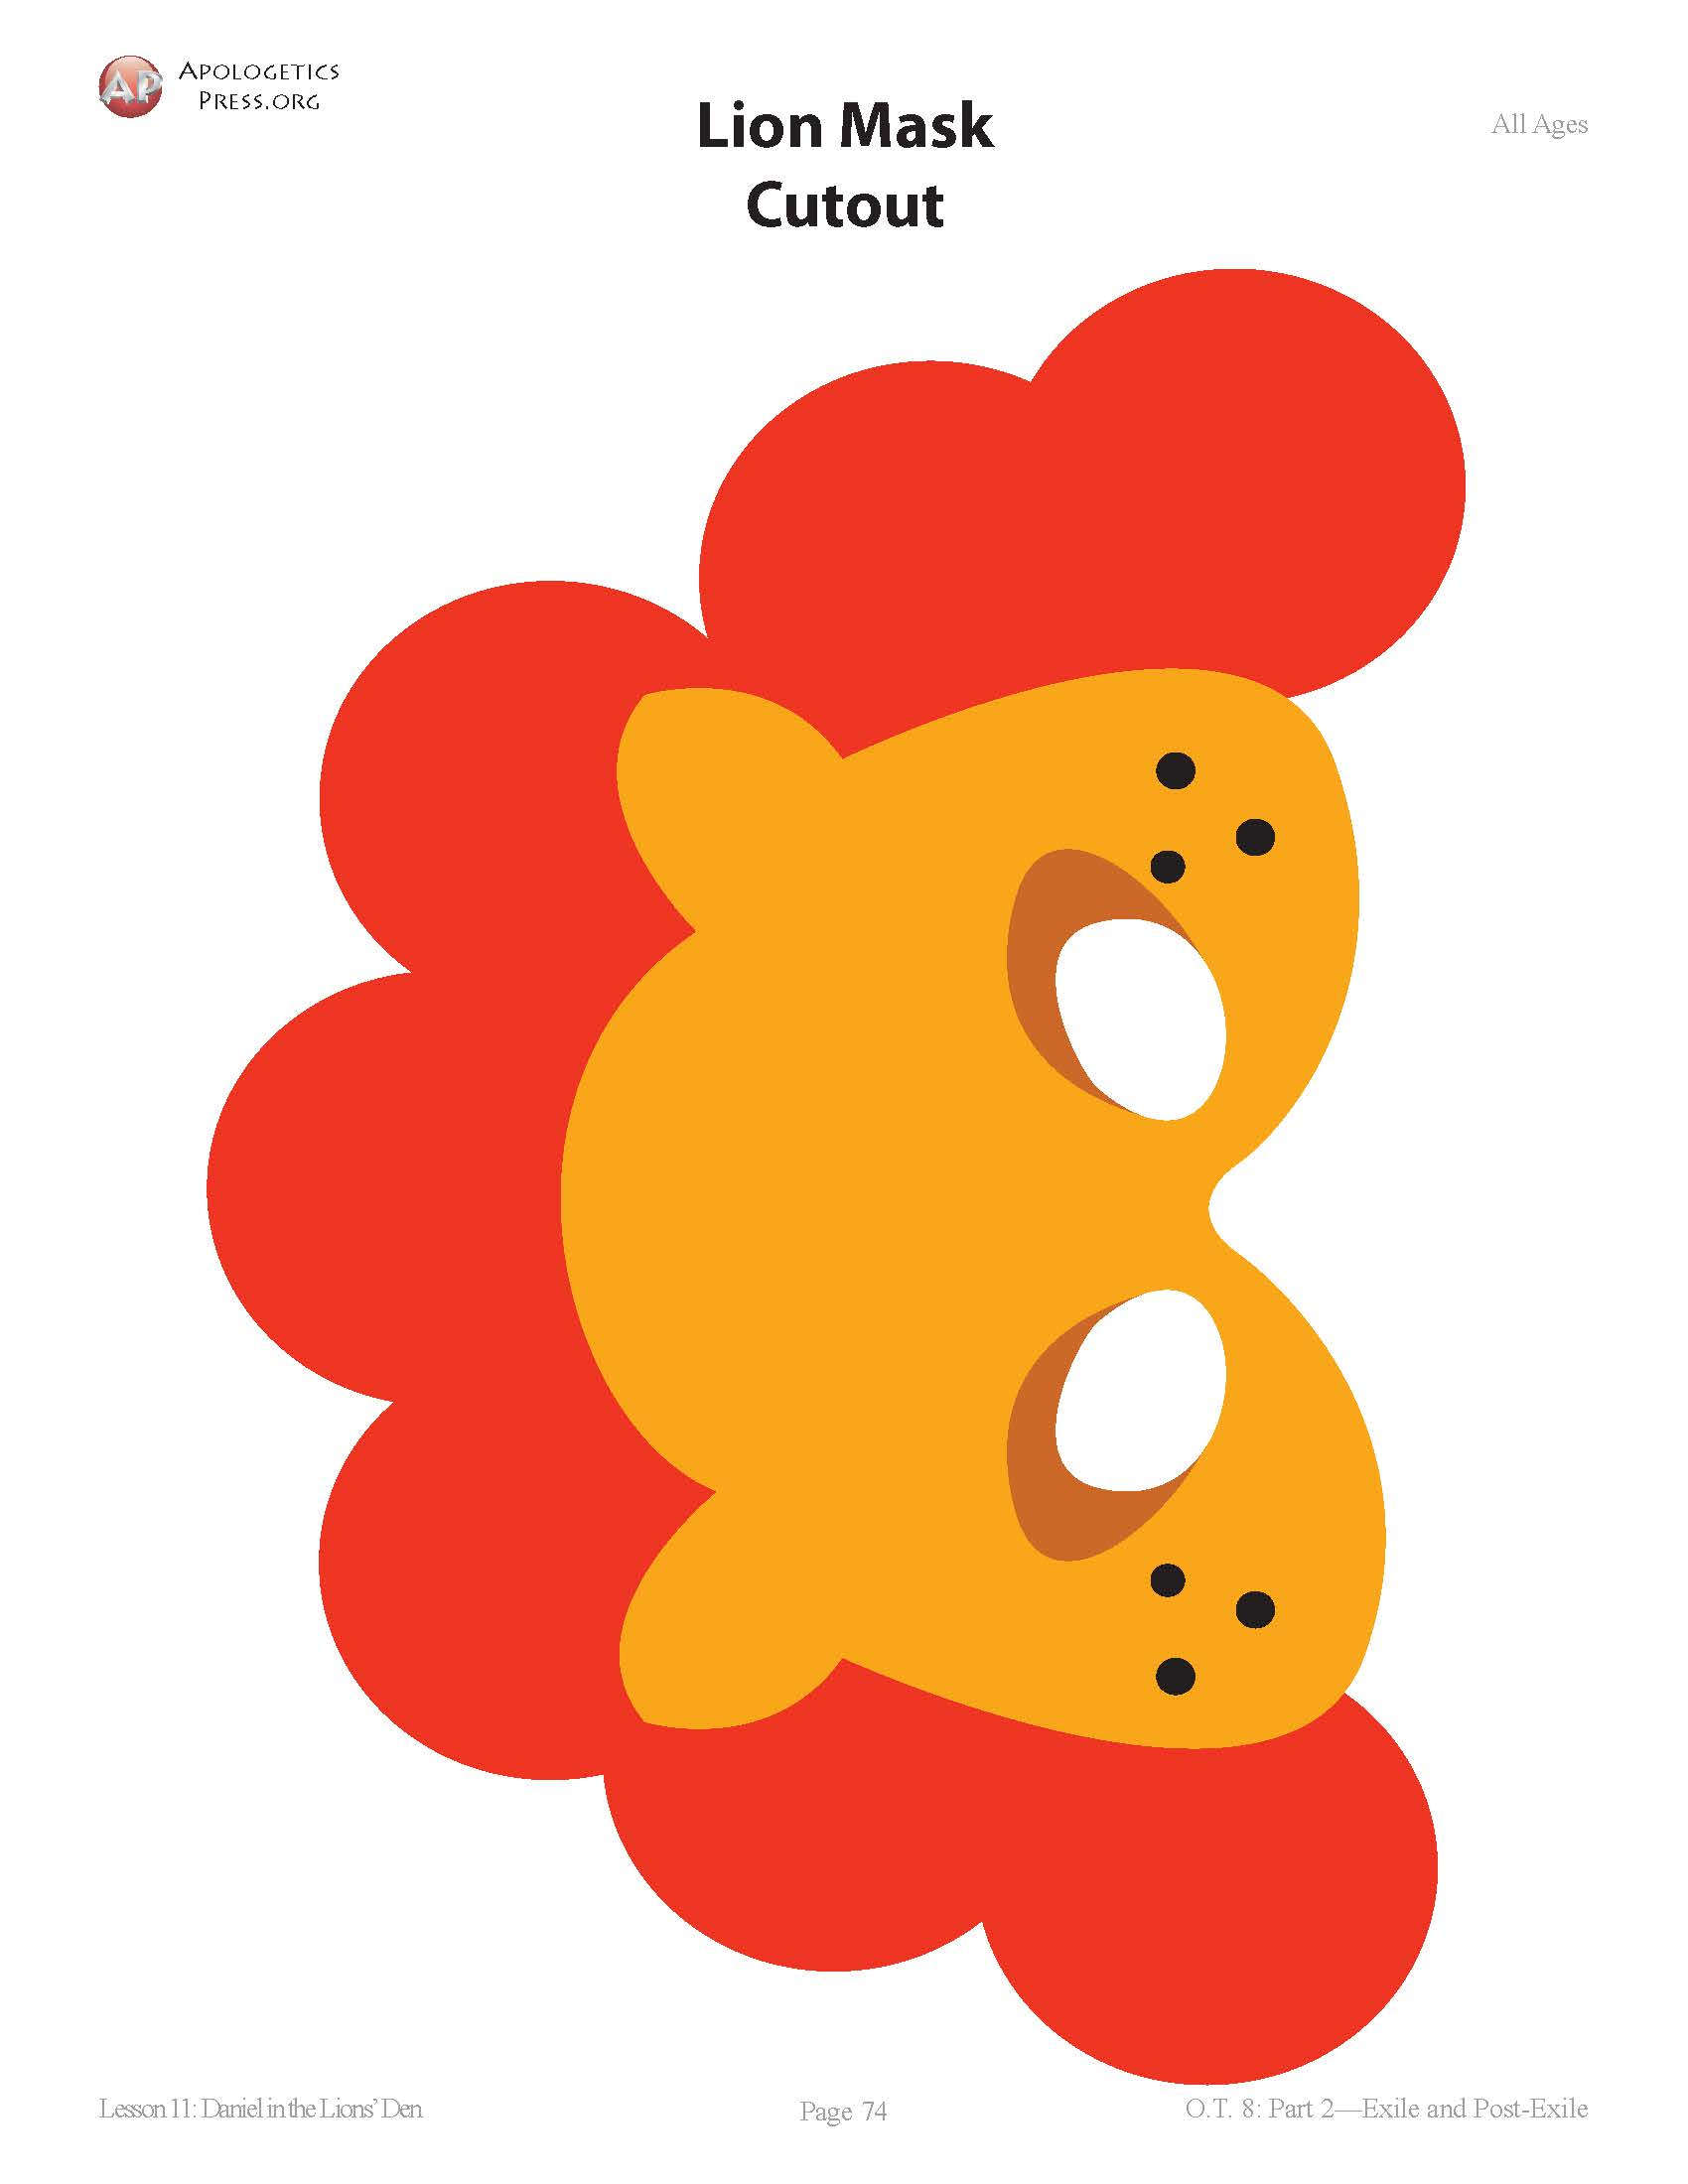 AP
APOLOGETICS
PRESS.ORG
Lion Mask
Cutout
All Ages
Lesson 11: Daniel in the Lions’ Den
Page 74
O.T. 8: Part 2—Exile and Post-Exile